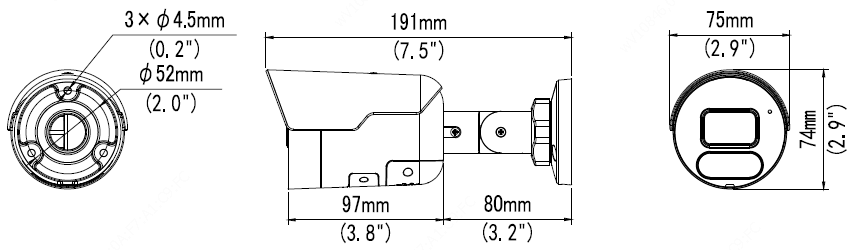 3× ϕ4.5mm
(0.2")
ϕ52mm
(2.0")
191mm
(7.5")
97mm
(3.8")
80mm
(3.2")
75mm
(2.9")
74mm
(2.9")